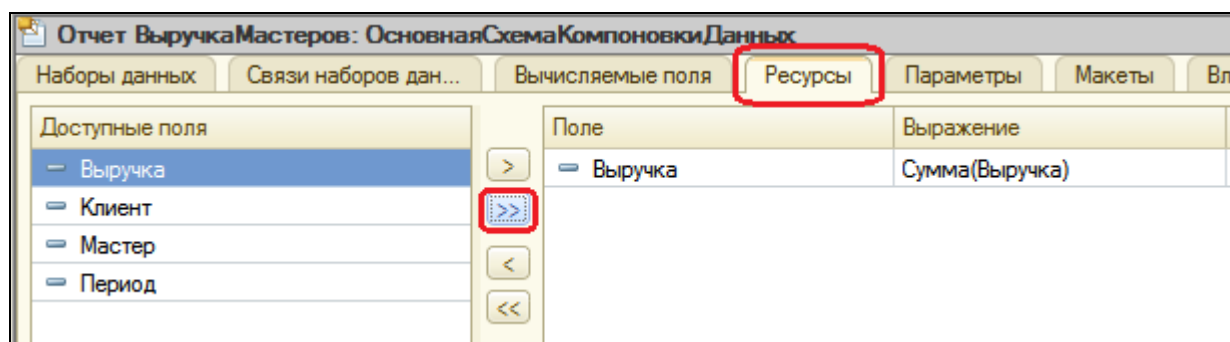 Отчет ВыручкаМастеров: ОсновнаяСхемаКомпоновкиДанных
Наборы данных Связи наборов дан... Вычисляемые поля Ресурсы Параметры Макеты Вл
Доступные поля Поле Выражение
Выручка > Выручка Сумма(Выручка)
Клиент >>
Мастер
Период <
<<